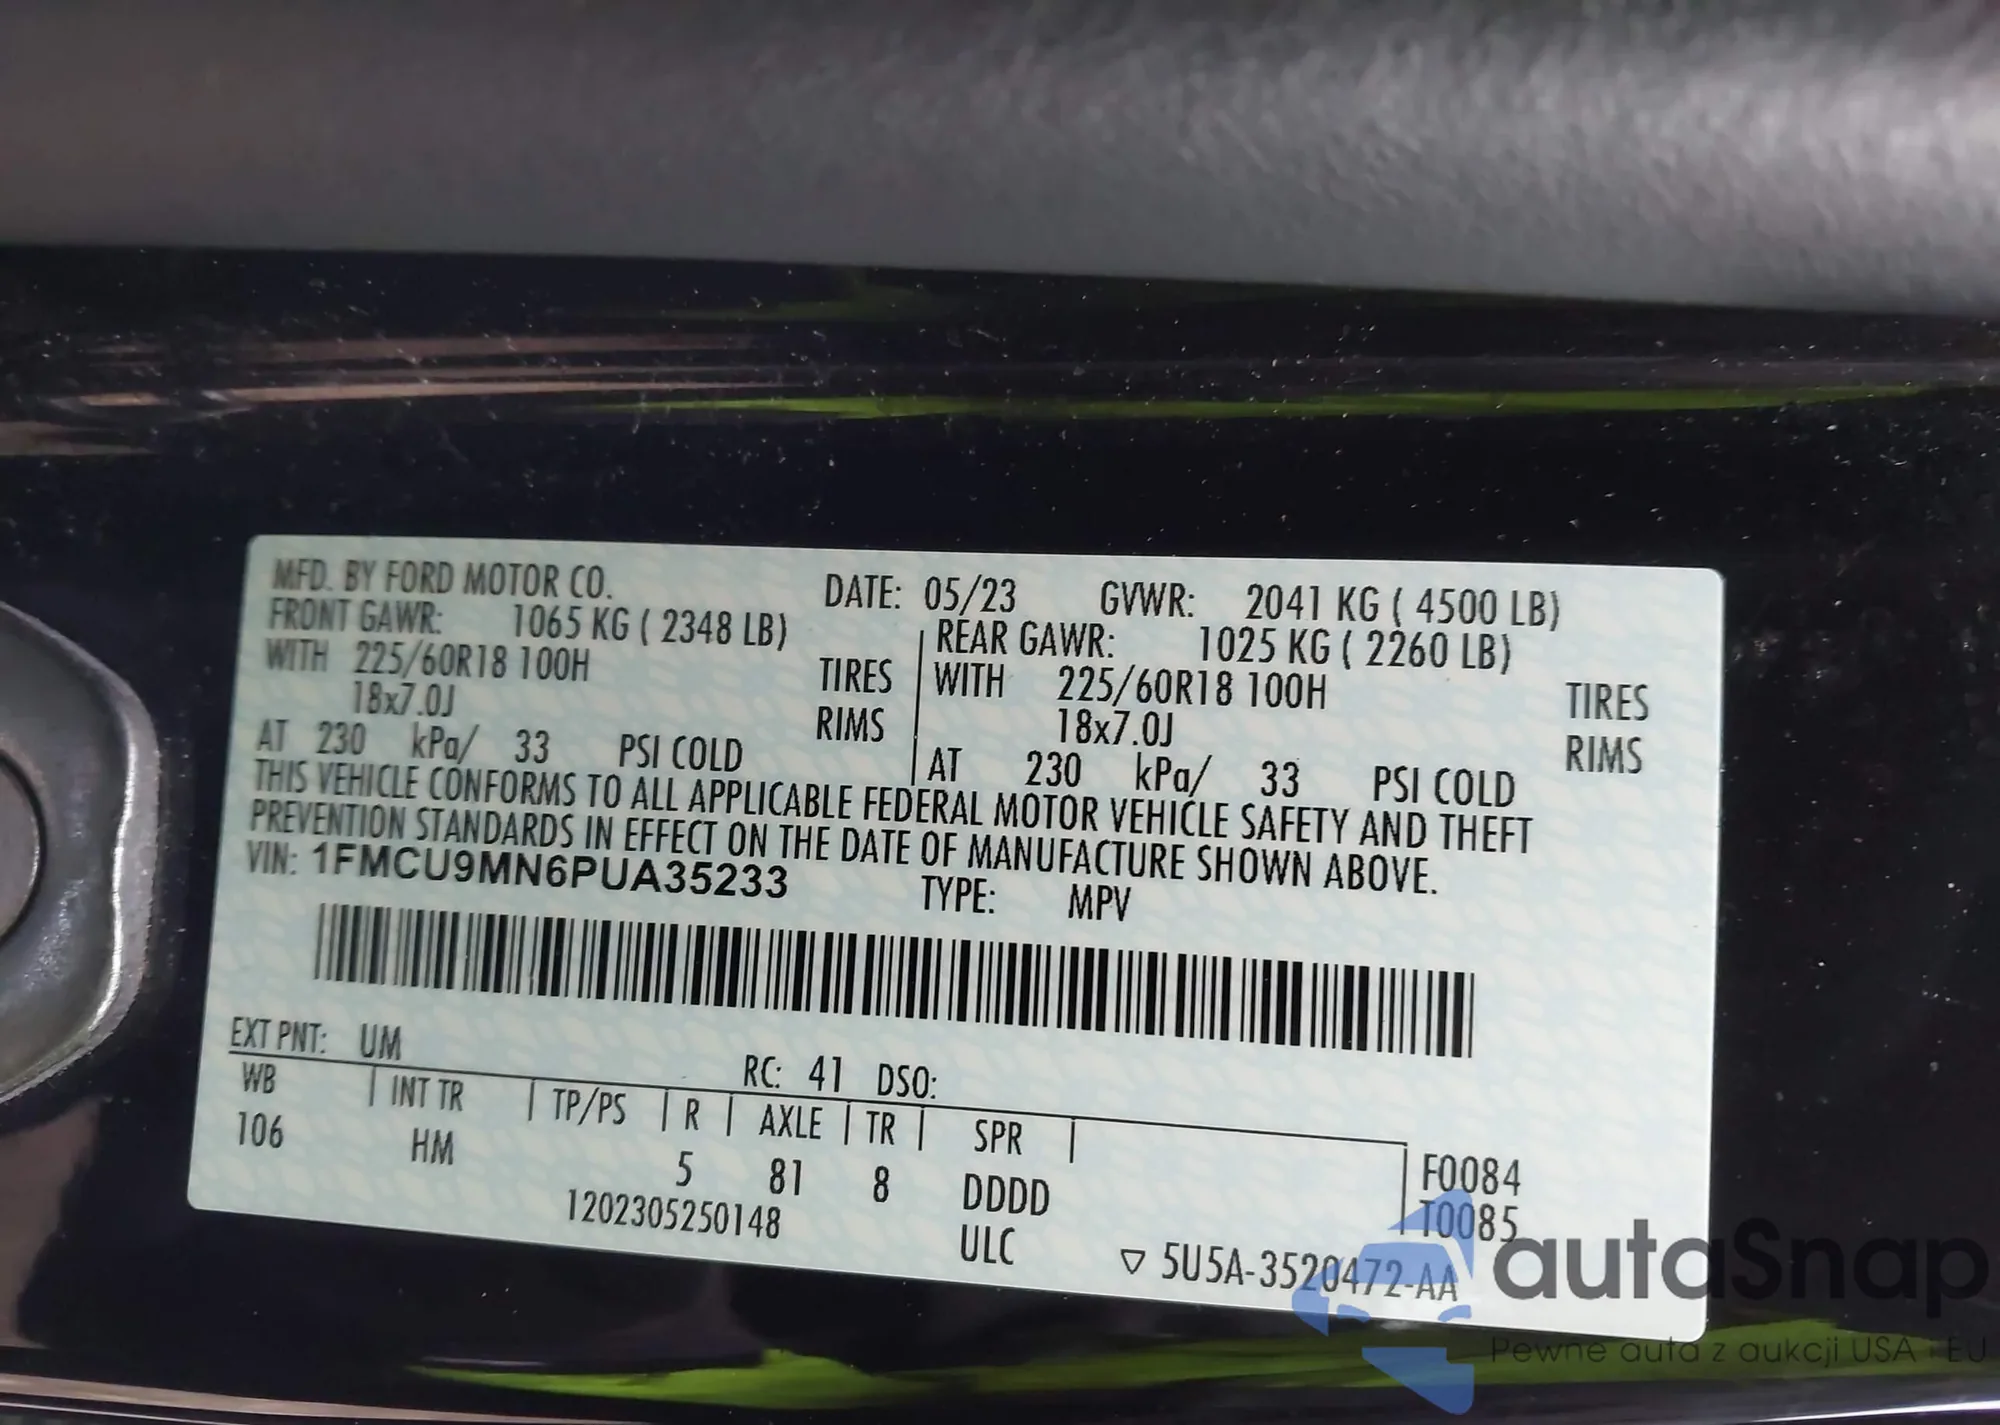 MFD. BY FORD MOTOR CO. DATE: 05/23 GVWR: 2041 KG ( 4500 LB)
FRONT GAWR: 1065 KG ( 2348 LB) REAR GAWR: 1025 KG ( 2260 LB)
WITH 225/60R18 100H TIRES WITH 225/60R18 100H TIRES
18x7.0J RIMS 18x7.0J RIMS
AT 230 kPa/ 33 PSI COLD AT 230 kPa/ 33 PSI COLD
THIS VEHICLE CONFORMS TO ALL APPLICABLE FEDERAL MOTOR VEHICLE SAFETY AND THEFT
PREVENTION STANDARDS IN EFFECT ON THE DATE OF MANUFACTURE SHOWN ABOVE.
VIN: 1FMCU9MN6PUA35233 TYPE: MPV
EXT PNT: UM RC: 41 DSO:
WB INT TR TP/PS R AXLE TR SPR
106 HM 5 81 8 DDDD F0084
T0085
1202305250148 ULC ▽ 5U5A-3520472-AA
autaSnap
Pewne auta z aukcji USA i EU